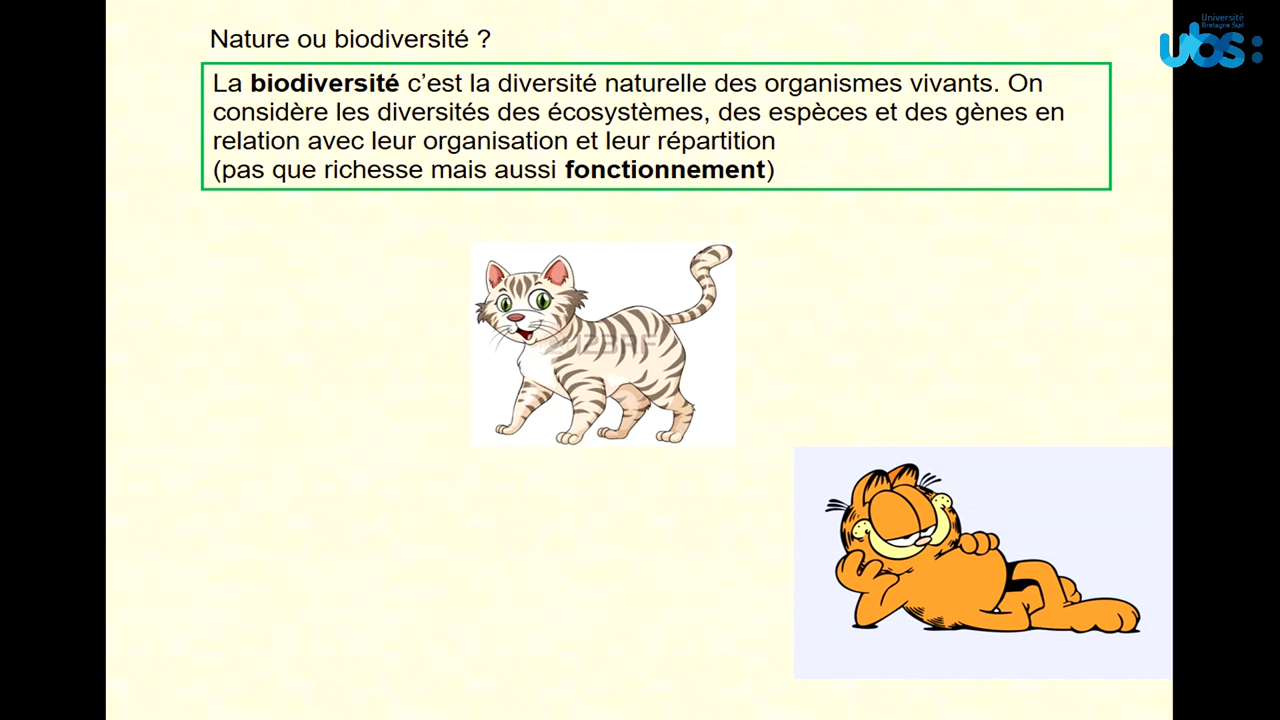 Université
Bretagne Sud
ubs:
Nature ou biodiversité ?
La biodiversité c’est la diversité naturelle des organismes vivants. On
considère les diversités des écosystèmes, des espèces et des gènes en
relation avec leur organisation et leur répartition
(pas que richesse mais aussi fonctionnement)